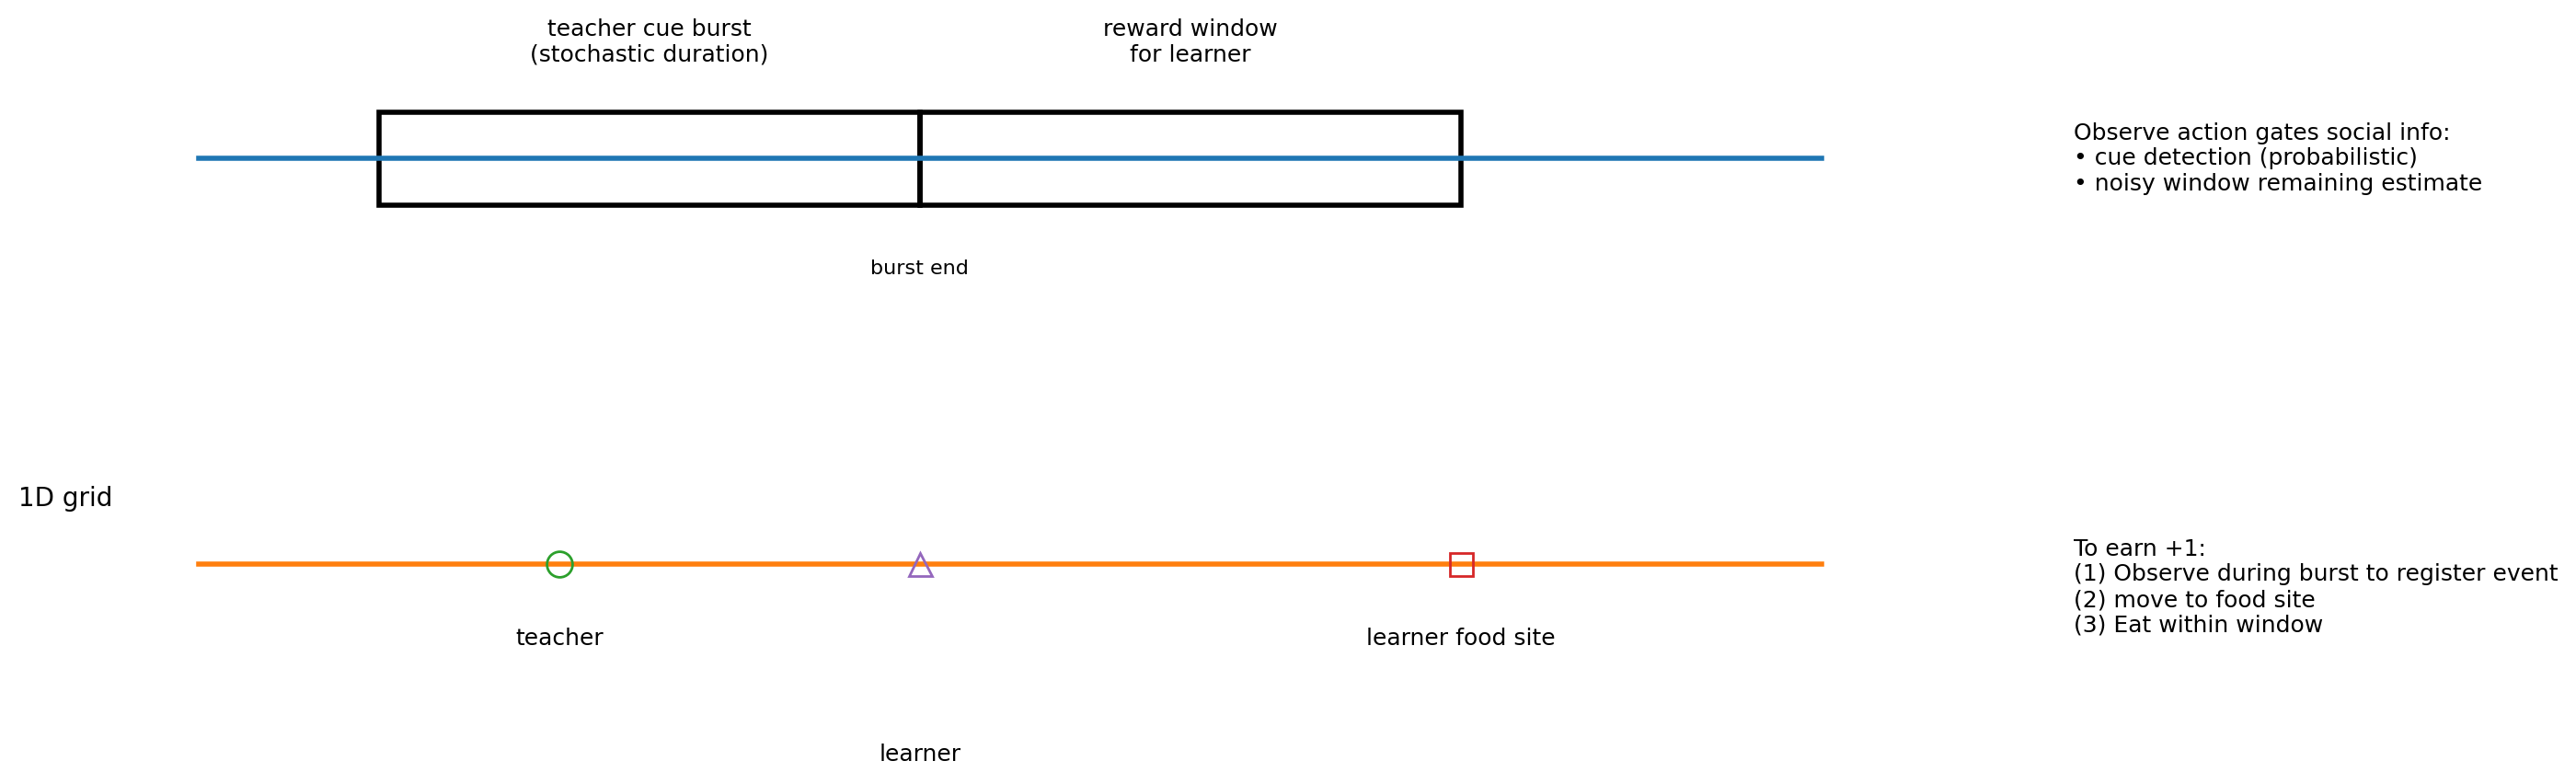 teacher cue burst
(stochastic duration)
reward window
for learner
Observe action gates social info:
• cue detection (probabilistic)
• noisy window remaining estimate
burst end
1D grid
To earn +1:
(1) Observe during burst to register event
(2) move to food site
(3) Eat within window
teacher
learner food site
learner